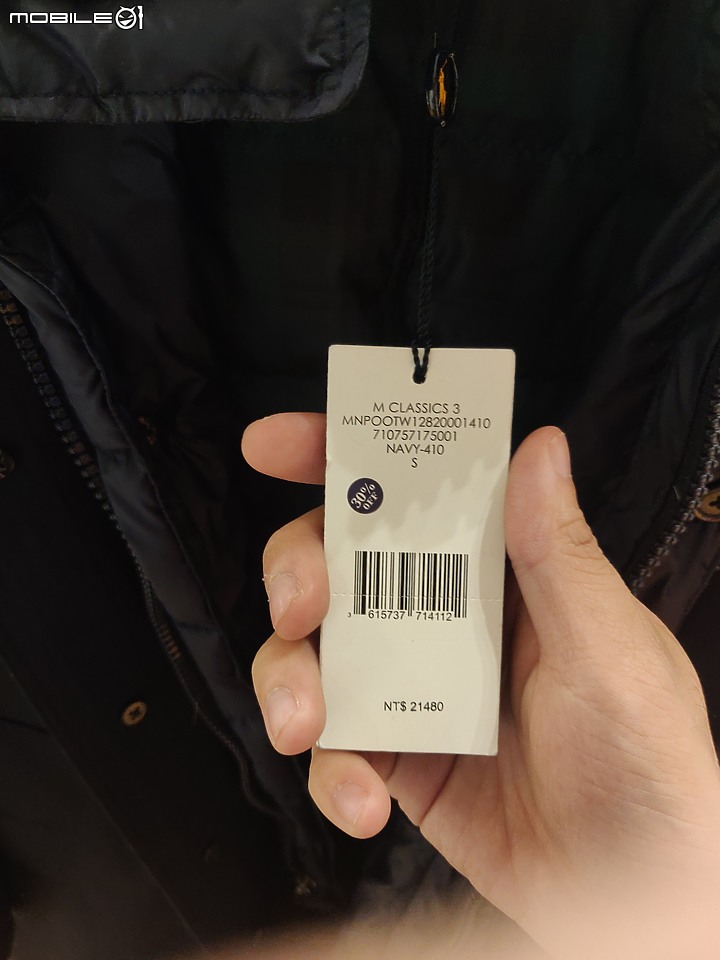 MOBILE01
M CLASSICS 3
MNPOOTW12820001410
710757175001
NAVY-410
S
30%
OFF
3 615737 714112
NT$ 21480